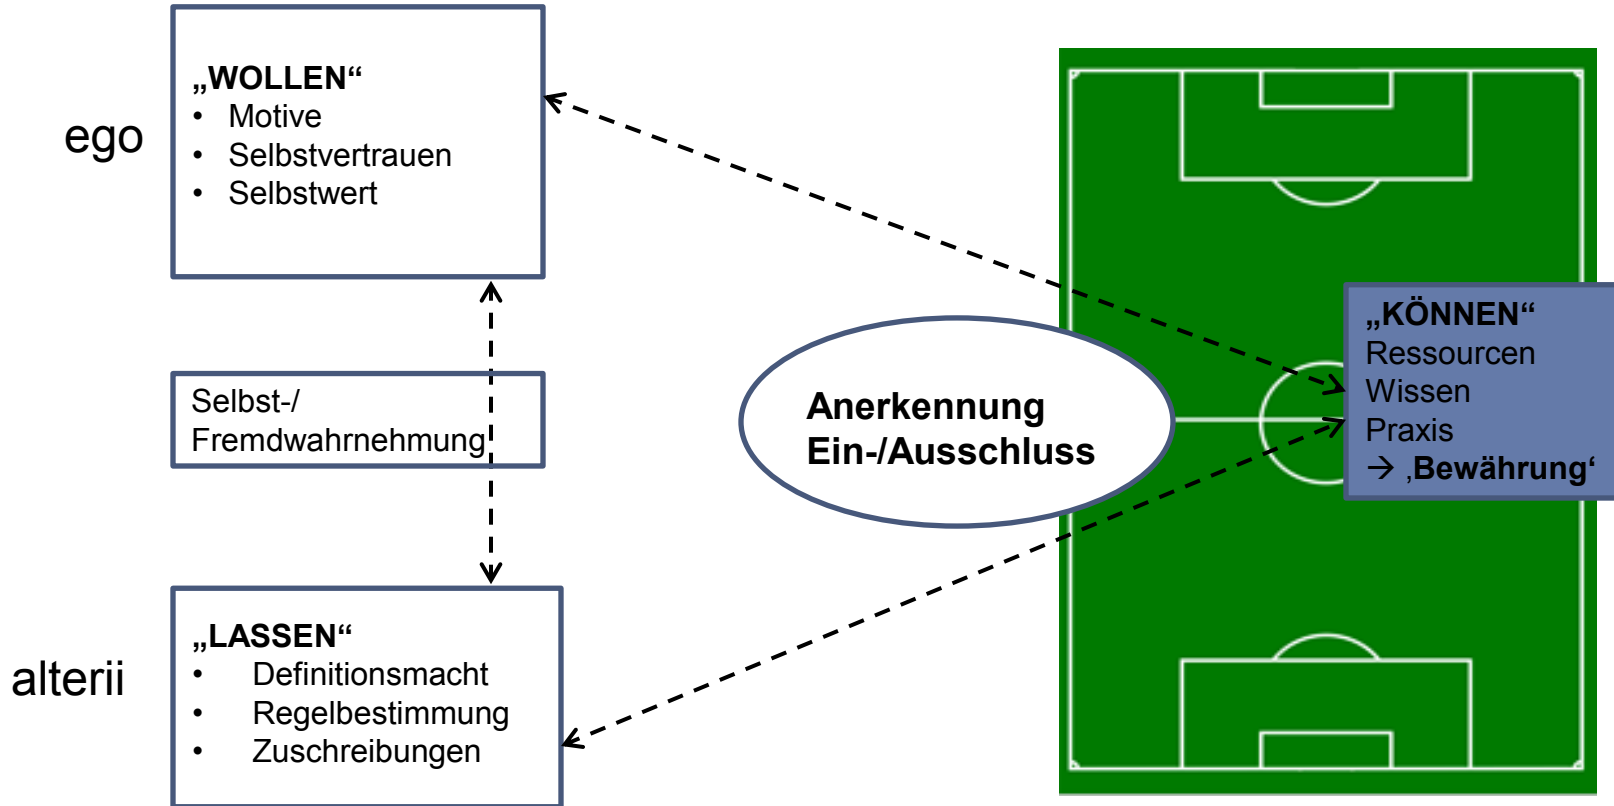 ego
„WOLLEN“
• Motive
• Selbstvertrauen
• Selbstwert
Selbst-/
Fremdwahrnehmung
alterii
„LASSEN“
• Definitionsmacht
• Regelbestimmung
• Zuschreibungen
Anerkennung
Ein-/Ausschluss
„KÖNNEN“
Ressourcen
Wissen
Praxis
→ ‚Bewährung‘